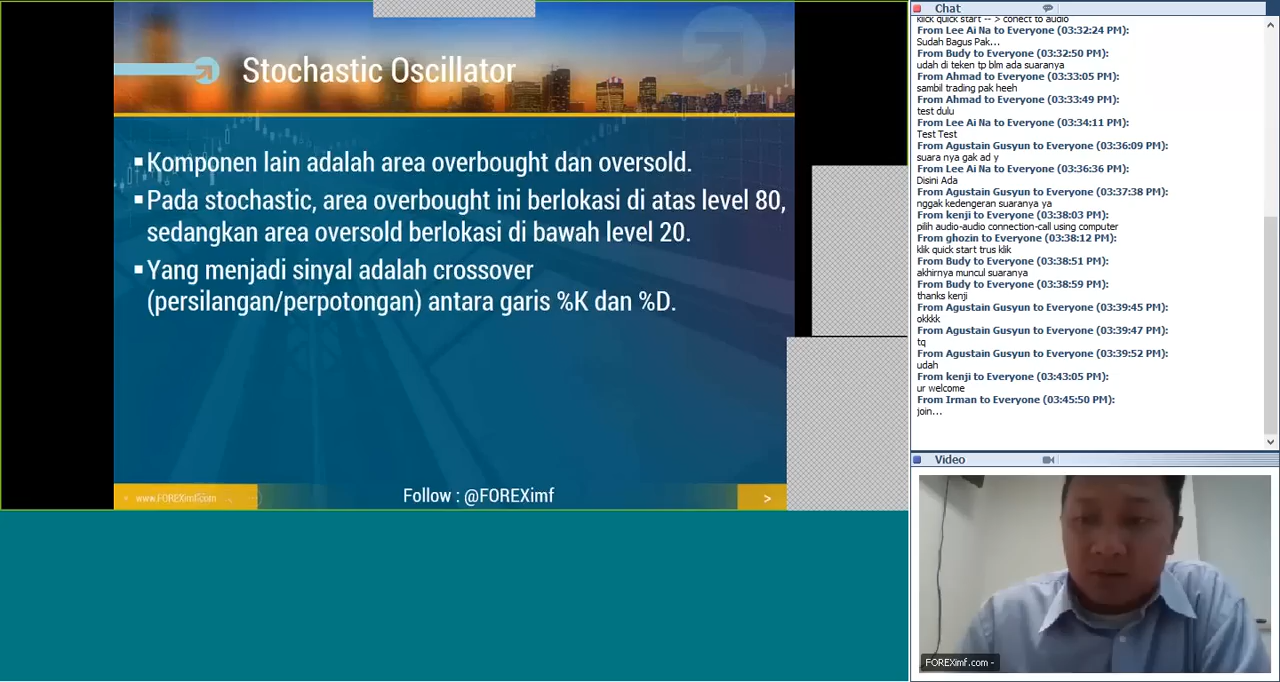 Stochastic Oscillator
▪Komponen lain adalah area overbought dan oversold.
▪Pada stochastic, area overbought ini berlokasi di atas level 80,
sedangkan area oversold berlokasi di bawah level 20.
▪Yang menjadi sinyal adalah crossover
(persilangan/perpotongan) antara garis %K dan %D.
www.FOREXimf.com
Follow : @FOREXimf
>
Chat
klick quick start -- > conect to audio
From Lee Ai Na to Everyone (03:32:24 PM):
Sudah Bagus Pak...
From Budy to Everyone (03:32:50 PM):
udah di teken tp blm ada suaranya
From Ahmad to Everyone (03:33:05 PM):
sambil trading pak heeh
From Ahmad to Everyone (03:33:49 PM):
test dulu
From Lee Ai Na to Everyone (03:34:11 PM):
Test Test
From Agustain Gusyun to Everyone (03:36:09 PM):
suara nya gak ad y
From Lee Ai Na to Everyone (03:36:36 PM):
Disini Ada
From Agustain Gusyun to Everyone (03:37:38 PM):
nggak kedengeran suaranya ya
From kenji to Everyone (03:38:03 PM):
pilih audio-audio connection-call using computer
From ghozin to Everyone (03:38:12 PM):
klik quick start trus klik
From Budy to Everyone (03:38:51 PM):
akhirnya muncul suaranya
From Budy to Everyone (03:38:59 PM):
thanks kenji
From Agustain Gusyun to Everyone (03:39:45 PM):
okkkk
From Agustain Gusyun to Everyone (03:39:47 PM):
tq
From Agustain Gusyun to Everyone (03:39:52 PM):
udah
From kenji to Everyone (03:43:05 PM):
ur welcome
From Irman to Everyone (03:45:50 PM):
join...
Video
FOREXimf.com -